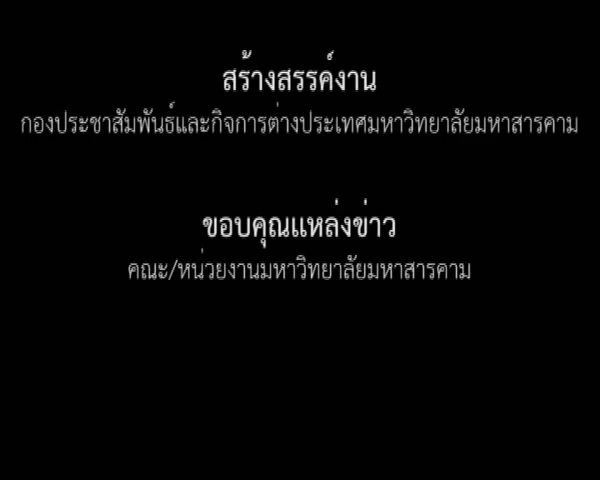 สร้างสรรค์งาน
กองประชาสัมพันธ์และกิจการต่างประเทศมหาวิทยาลัยมหาสารคาม
ขอบคุณแหล่งข่าว
คณะ/หน่วยงานมหาวิทยาลัยมหาสารคาม